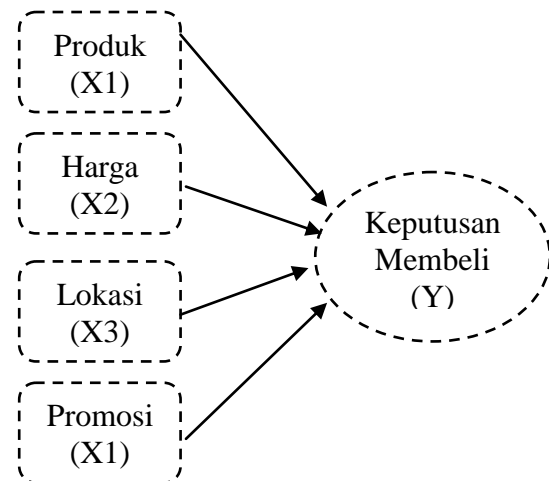 Produk
(X1)
Harga
(X2)
Lokasi
(X3)
Promosi
(X1)
Keputusan
Membeli
(Y)